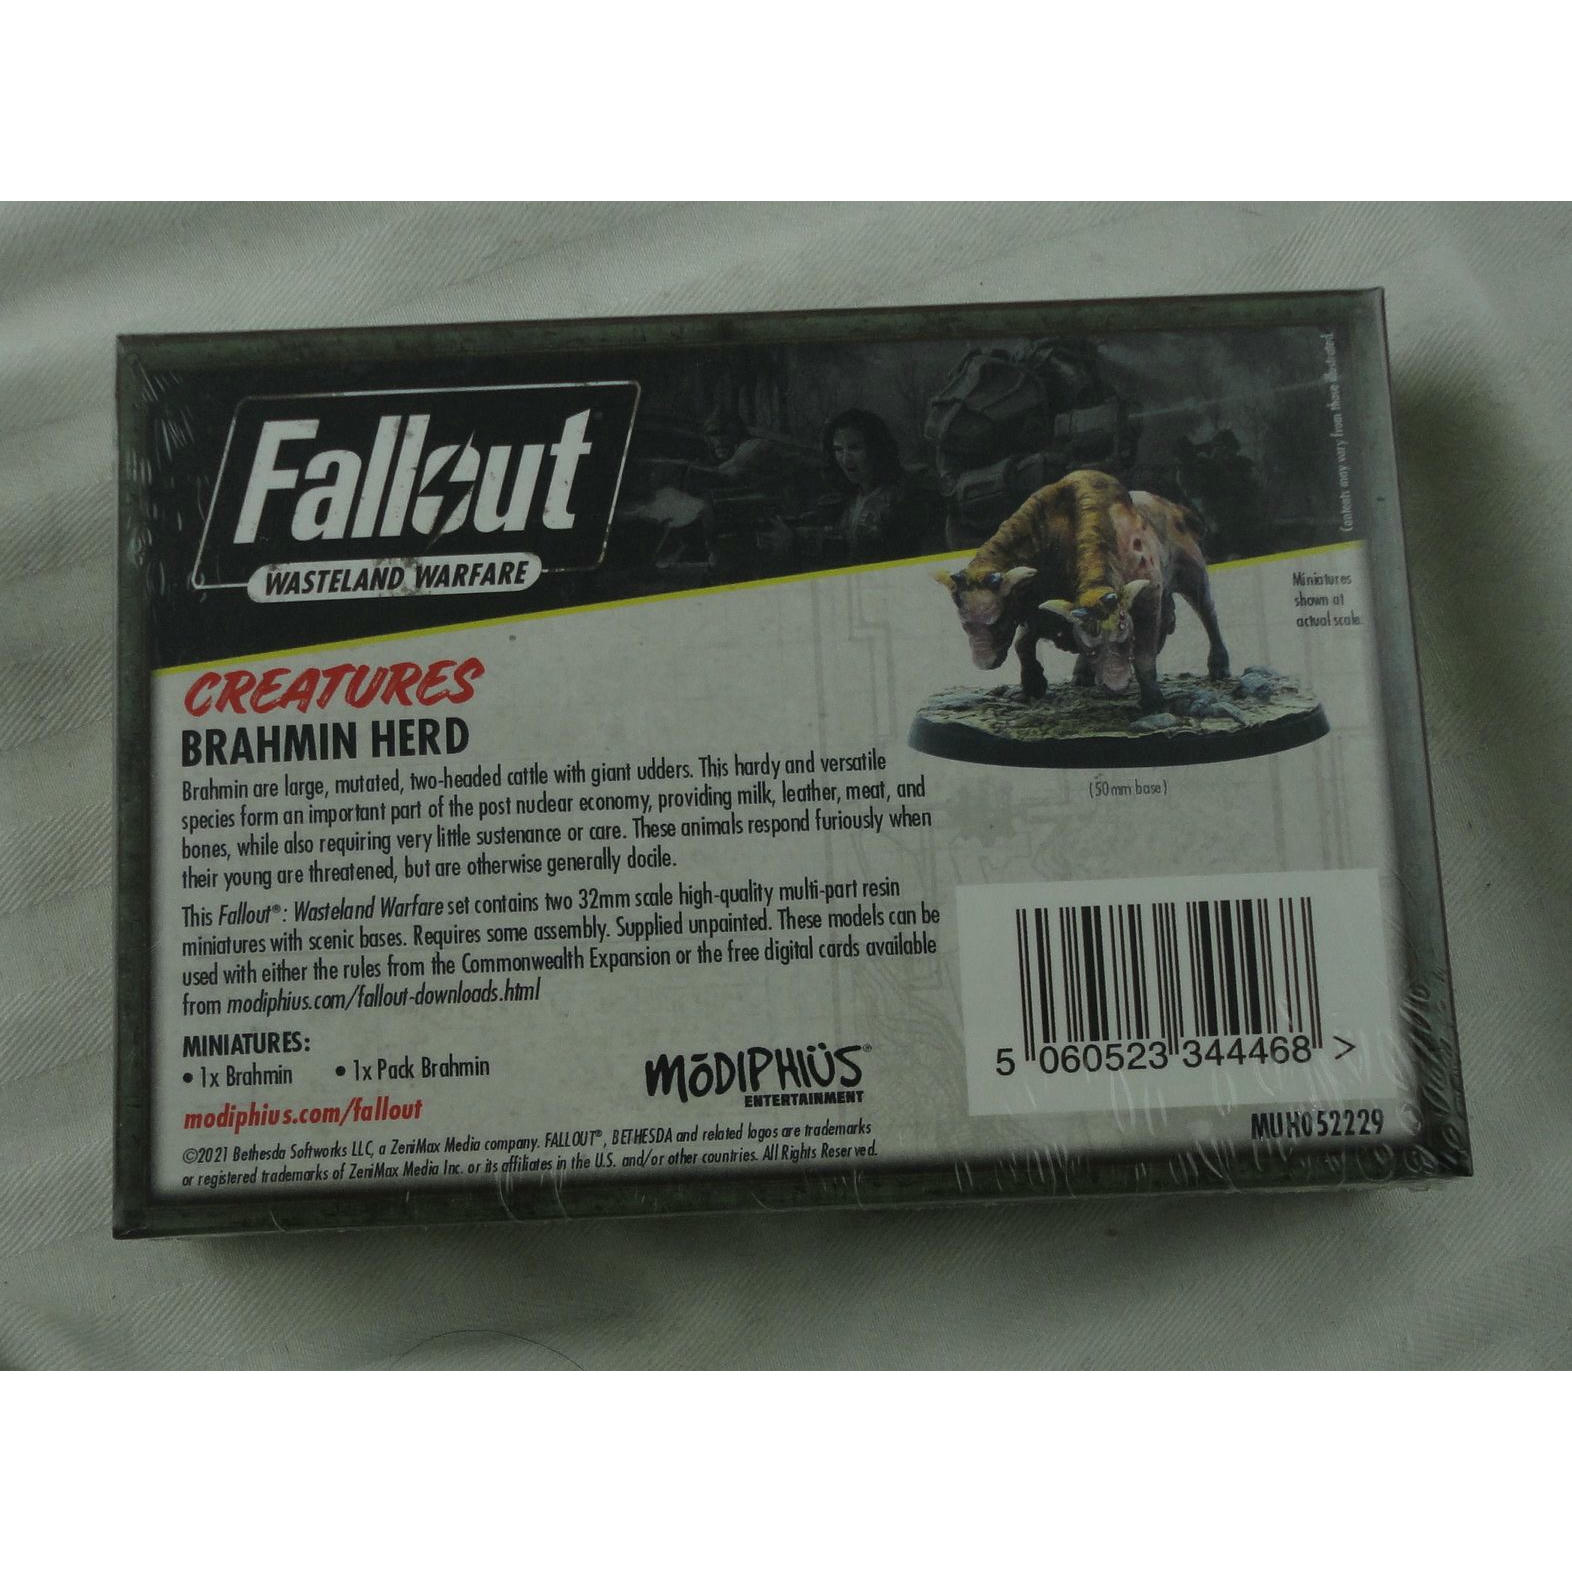 Fallout
WASTELAND WARFARE
Contents may vary from those illustrated.
Miniatures
shown at
actual scale.
CREATURES
BRAHMIN HERD
Brahmin are large, mutated, two-headed cattle with giant udders. This hardy and versatile
species form an important part of the post nuclear economy, providing milk, leather, meat, and
bones, while also requiring very little sustenance or care. These animals respond furiously when
their young are threatened, but are otherwise generally docile.
(50mm base)
This Fallout®: Wasteland Warfare set contains two 32mm scale high-quality multi-part resin
miniatures with scenic bases. Requires some assembly. Supplied unpainted. These models can be
used with either the rules from the Commonwealth Expansion or the free digital cards available
from modiphius.com/fallout-downloads.html
MINIATURES:
• 1x Brahmin • 1x Pack Brahmin
modiphius.com/fallout
MōDIPHIÜS®
ENTERTAINMENT
5 060523 344468 >
MUH052229
©2021 Bethesda Softworks LLC, a ZeniMax Media company. FALLOUT®, BETHESDA and related logos are trademarks
or registered trademarks of ZeniMax Media Inc. or its affiliates in the U.S. and/or other countries. All Rights Reserved.